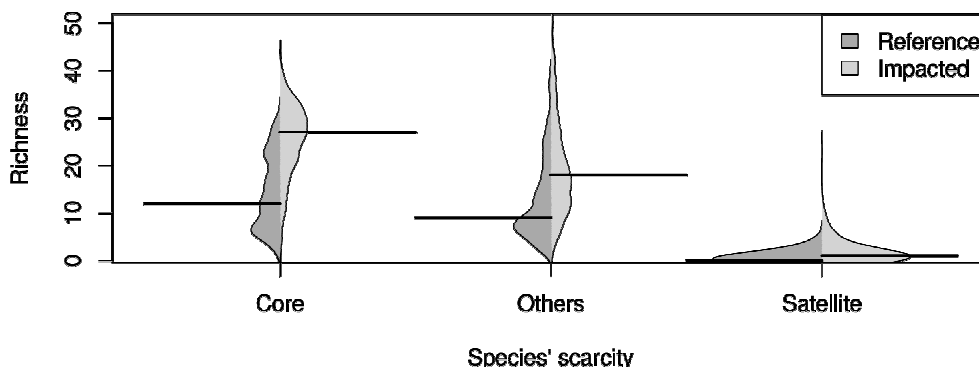 Richness
50
40
30
20
10
0
Reference
Impacted
Core Others Satellite
Species' scarcity